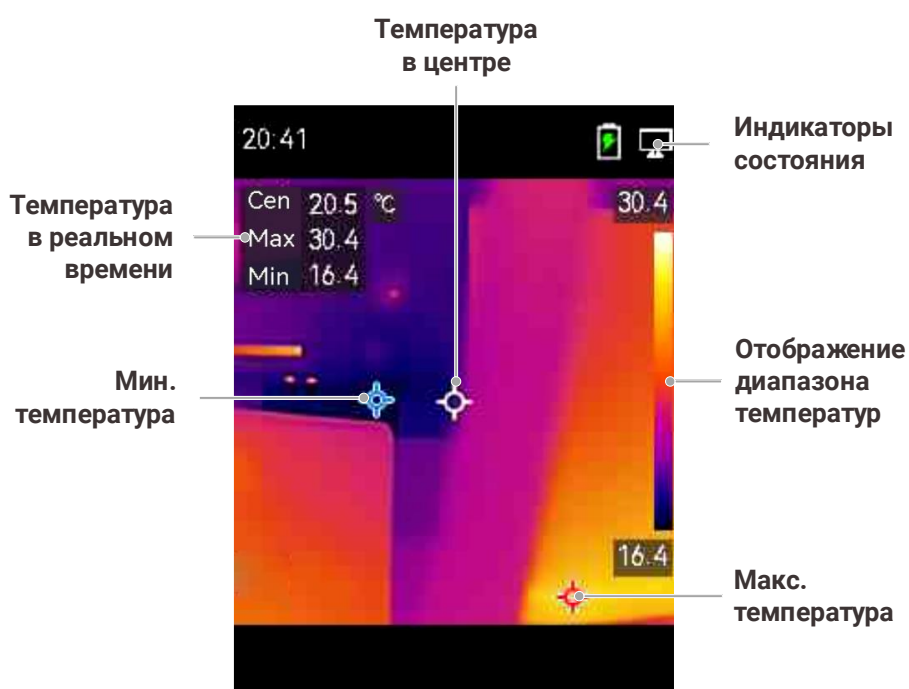 Температура
в центре
20:41
Индикаторы
состояния
Температура
в реальном
времени
Cen 20.5 °C
Max 30.4
Min 16.4
30.4
Мин.
температура
Отображение
диапазона
температур
16.4
Макс.
температура